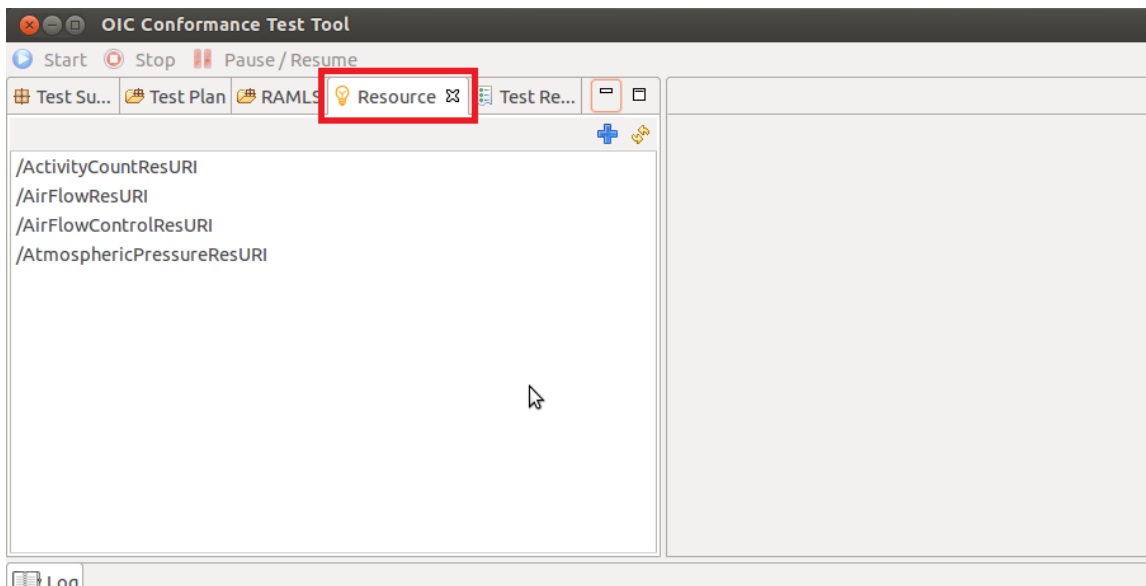 OIC Conformance Test Tool
Start Stop Pause / Resume
Test Su... Test Plan RAMLS Resource Test Re...
/ActivityCountResURI
/AirFlowResURI
/AirFlowControlResURI
/AtmosphericPressureResURI
Log